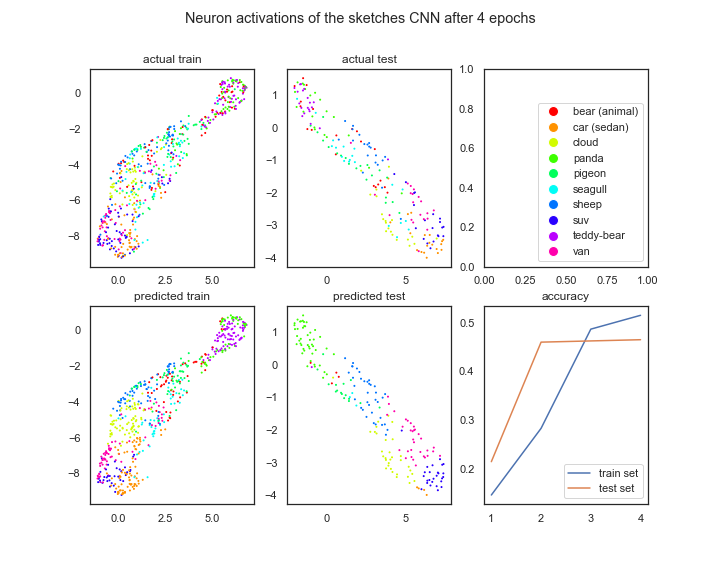 Neuron activations of the sketches CNN after 4 epochs
actual train
0
−2
−4
−6
−8
0.0 2.5 5.0
actual test
1
0
−1
−2
−3
−4
0 5
1.0
0.8
0.6
0.4
0.2
0.0
0.00 0.25 0.50 0.75 1.00
bear (animal)
car (sedan)
cloud
panda
pigeon
seagull
sheep
suv
teddy-bear
van
predicted train
0
−2
−4
−6
−8
0.0 2.5 5.0
predicted test
1
0
−1
−2
−3
−4
0 5
accuracy
0.5
0.4
0.3
0.2
1 2 3 4
train set
test set